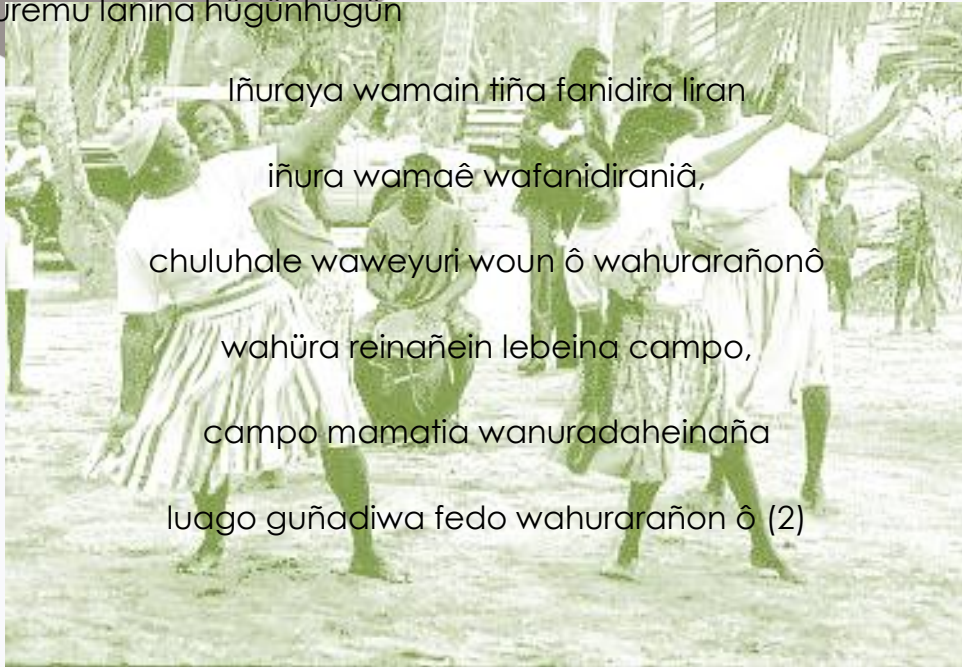 lanina hügünhügün
Iñuraya wamain tiña fanidira liran
iñura wamaê wafanidiraniâ,
chuluhale waweyuri woun ô wahurarañonô
wahüra reinañein lebeina campo,
campo mamatia wanuradaheinaña
luago guñadiwa fedo wahurarañon ô (2)